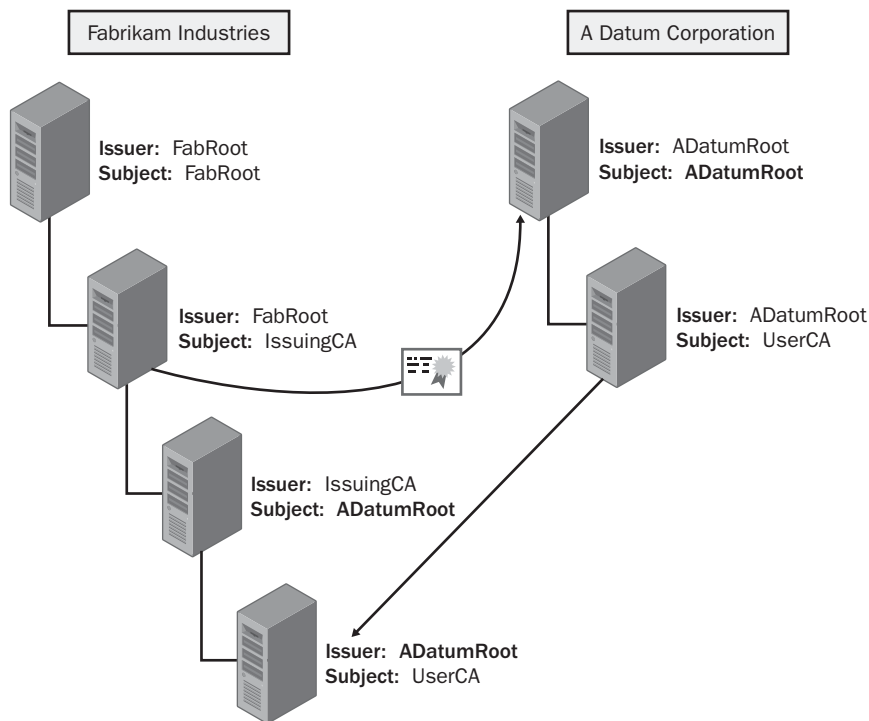 Fabrikam Industries
A Datum Corporation
Issuer: FabRoot
Subject: FabRoot
Issuer: ADatumRoot
Subject: ADatumRoot
Issuer: FabRoot
Subject: IssuingCA
Issuer: ADatumRoot
Subject: UserCA
Issuer: IssuingCA
Subject: ADatumRoot
Issuer: ADatumRoot
Subject: UserCA